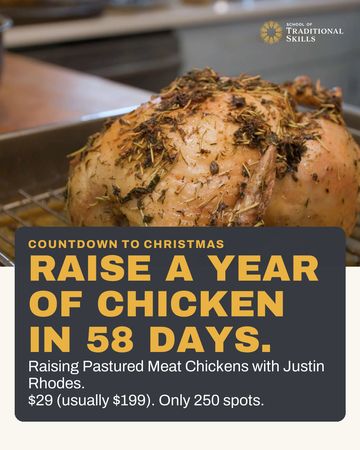 SCHOOL OF
TRADITIONAL
SKILLS
COUNTDOWN TO CHRISTMAS
RAISE A YEAR
OF CHICKEN
IN 58 DAYS.
Raising Pastured Meat Chickens with Justin
Rhodes.
$29 (usually $199). Only 250 spots.